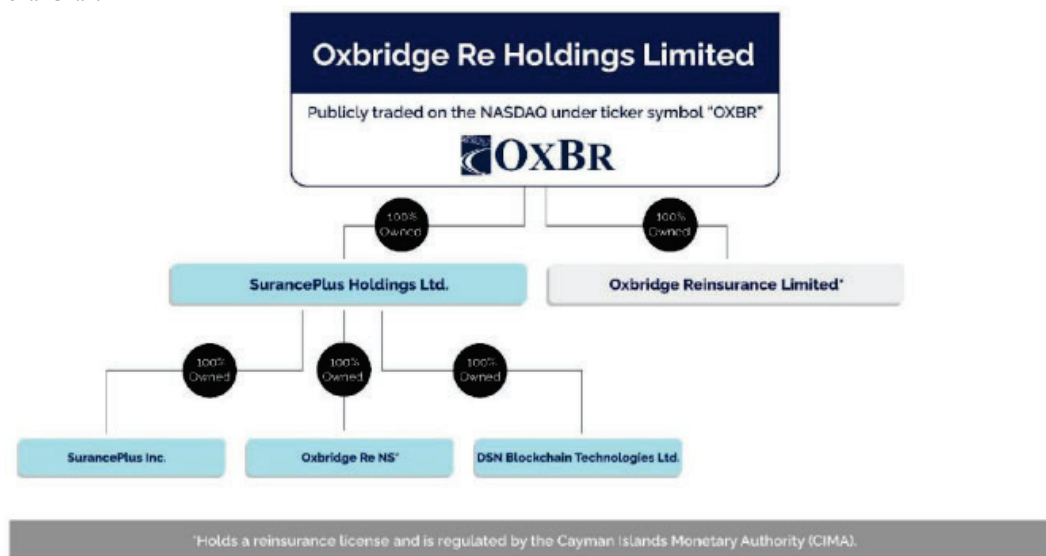 Oxbridge Re Holdings Limited
Publicly traded on the NASDAQ under ticker symbol "OXBR"
OXBR
100%
Owned
100%
Owned
SurancePlus Holdings Ltd.
Oxbridge Reinsurance Limited*
100%
Owned
100%
Owned
100%
Owned
SurancePlus Inc.
Oxbridge Re NS*
DSN Blockchain Technologies Ltd.
*Holds a reinsurance license and is regulated by the Cayman Islands Monetary Authority (CIMA).